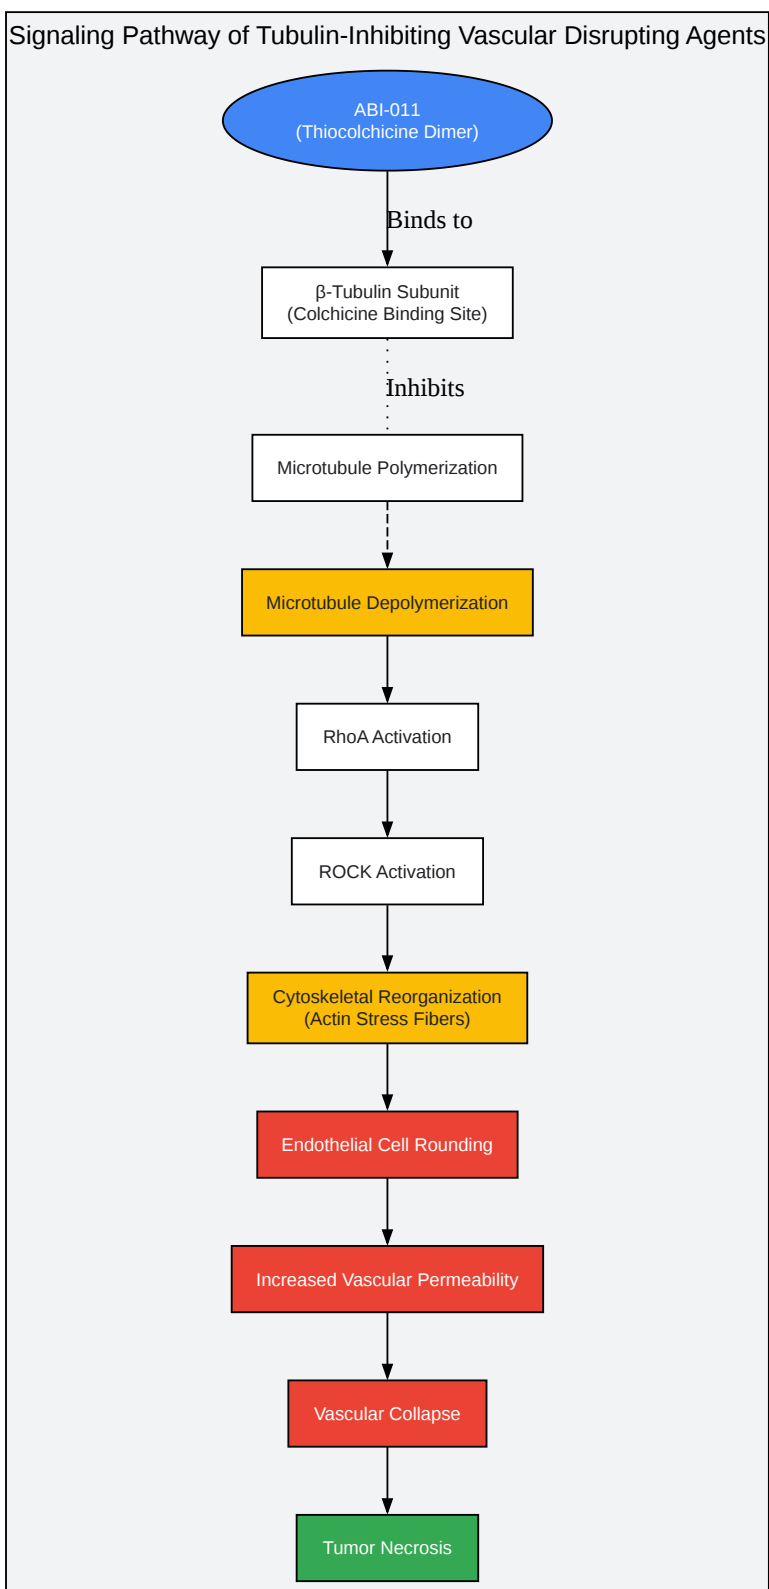 Signaling Pathway of Tubulin-Inhibiting Vascular Disrupting Agents
ABI-011
(Thiocolchicine Dimer)
Binds to
β-Tubulin Subunit
(Colchicine Binding Site)
Inhibits
Microtubule Polymerization
Microtubule Depolymerization
RhoA Activation
ROCK Activation
Cytoskeletal Reorganization
(Actin Stress Fibers)
Endothelial Cell Rounding
Increased Vascular Permeability
Vascular Collapse
Tumor Necrosis